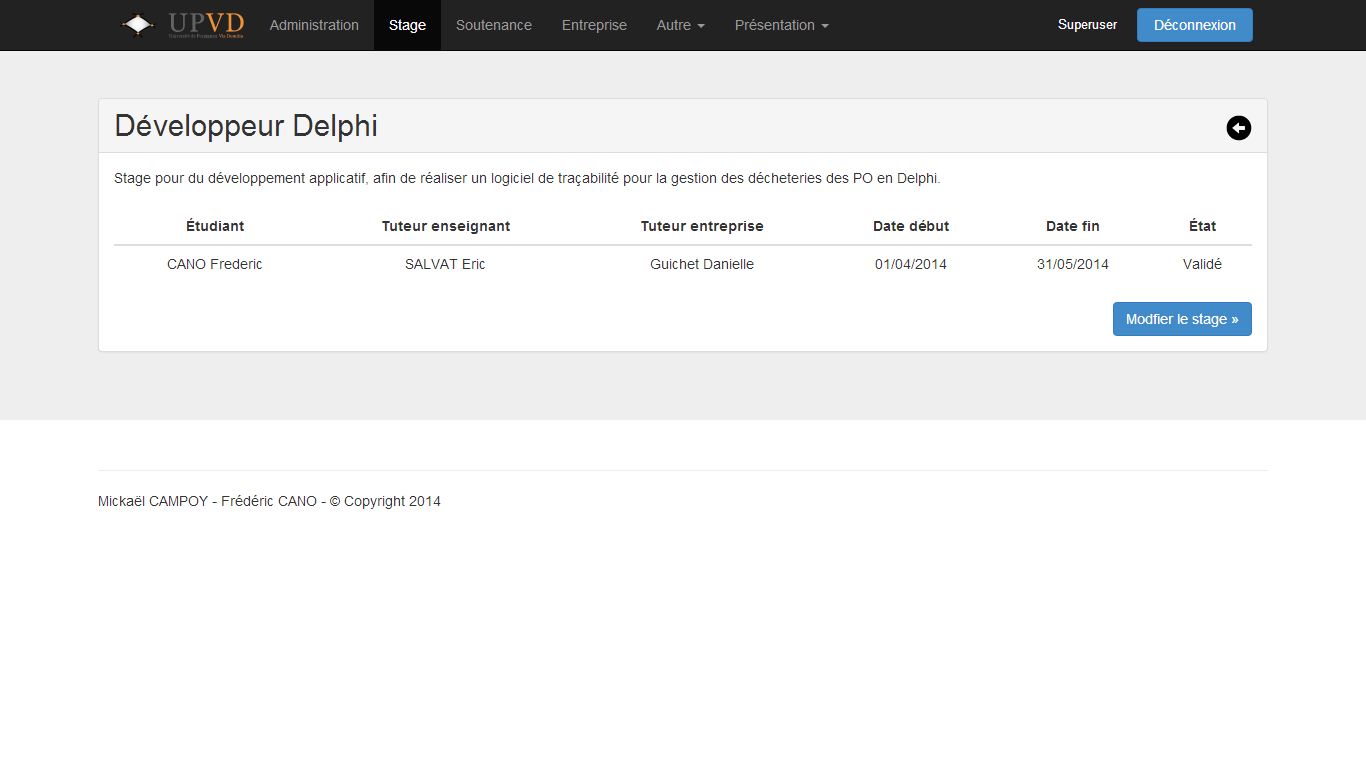 UPVD Administration Stage Soutenance Entreprise Autre Présentation Superuser Déconnexion
Université de Perpignan Via Domitia
Développeur Delphi
Stage pour du développement applicatif, afin de réaliser un logiciel de traçabilité pour la gestion des décheteries des PO en Delphi.
Étudiant Tuteur enseignant Tuteur entreprise Date début Date fin État
CANO Frederic SALVAT Eric Guichet Danielle 01/04/2014 31/05/2014 Validé
Modfier le stage »
Mickaël CAMPOY - Frédéric CANO - © Copyright 2014